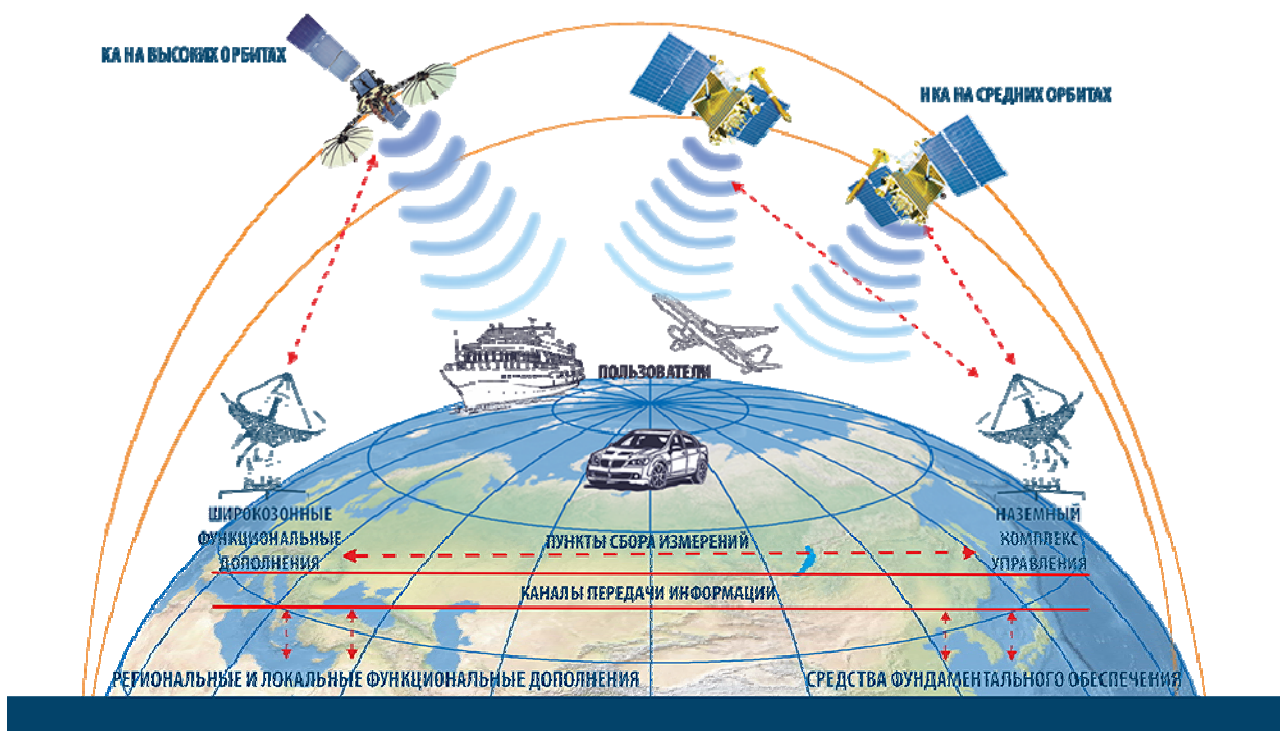 КА НА ВЫСОКИХ ОРБИТАХ
НКА НА СРЕДНИХ ОРБИТАХ
ПОЛЬЗОВАТЕЛИ
ШИРОКОЗОННЫЕ
ФУНКЦИОНАЛЬНЫЕ
ДОПОЛНЕНИЯ
ПУНКТЫ СБОРА ИЗМЕРЕНИЙ
НАЗЕМНЫЙ
КОМПЛЕКС
УПРАВЛЕНИЯ
КАНАЛЫ ПЕРЕДАЧИ ИНФОРМАЦИИ
РЕГИОНАЛЬНЫЕ И ЛОКАЛЬНЫЕ ФУНКЦИОНАЛЬНЫЕ ДОПОЛНЕНИЯ
СРЕДСТВА ФУНДАМЕНТАЛЬНОГО ОБЕСПЕЧЕНИЯ